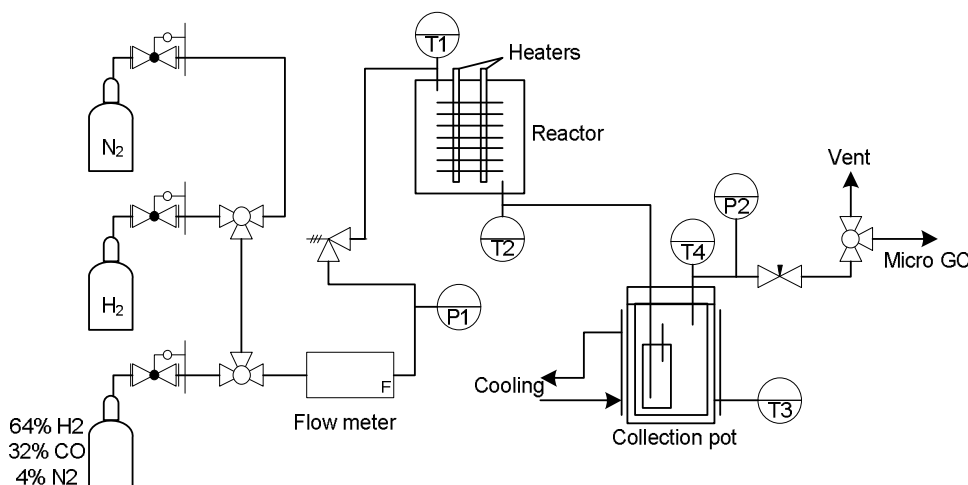 T1
Heaters
Reactor
N2
Vent
P2
T2
T4
Micro GC
H2
P1
Cooling
F
T3
Flow meter
Collection pot
64% H2
32% CO
4% N2